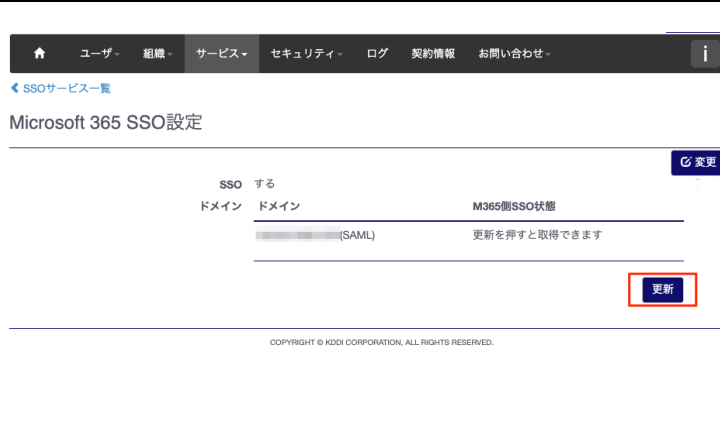 ユーザ 組織 サービス セキュリティ ログ 契約情報 お問い合わせ i
SSOサービス一覧
Microsoft 365 SSO設定
変更
SSO する
ドメイン ドメイン M365側SSO状態
(SAML) 更新を押すと取得できます
更新
COPYRIGHT © KDDI CORPORATION, ALL RIGHTS RESERVED.